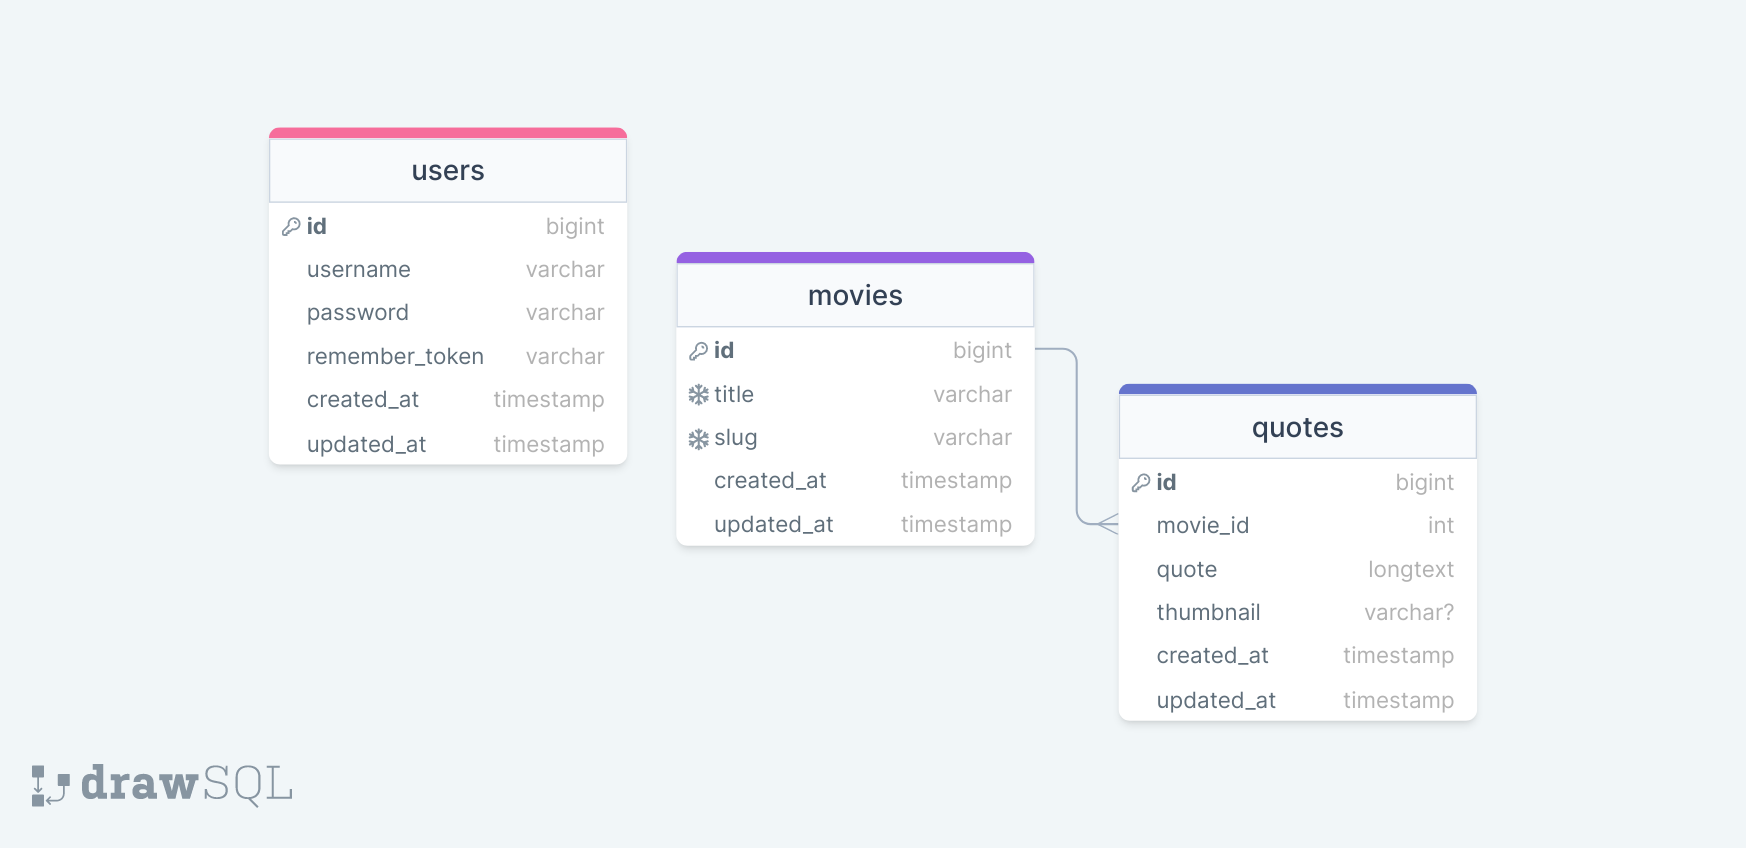 users
id bigint
username varchar
password varchar
remember_token varchar
created_at timestamp
updated_at timestamp
movies
id bigint
title varchar
slug varchar
created_at timestamp
updated_at timestamp
quotes
id bigint
movie_id int
quote longtext
thumbnail varchar?
created_at timestamp
updated_at timestamp
drawSQL